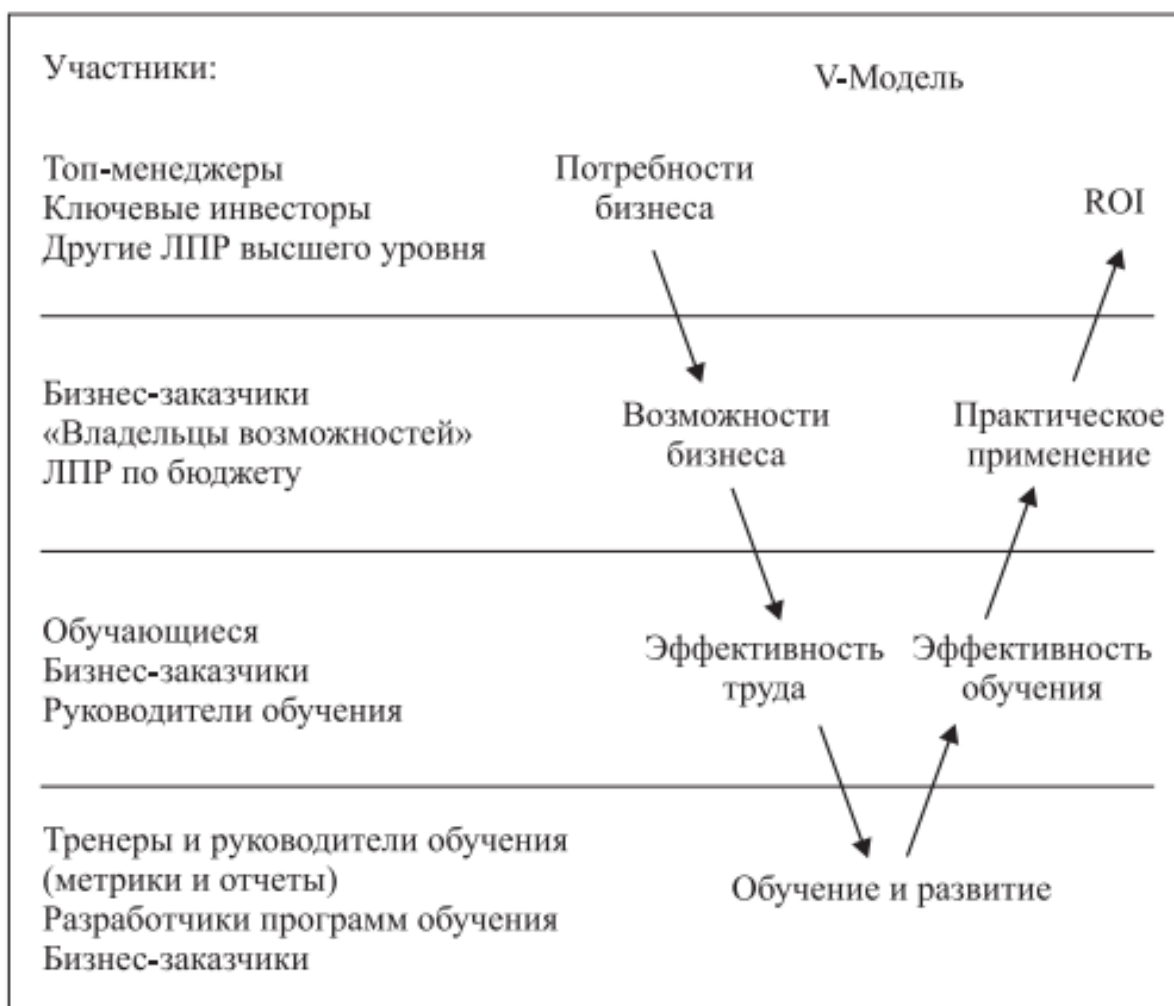 Участники:
V-Модель
Топ-менеджеры
Ключевые инвесторы
Другие ЛПР высшего уровня
Потребности
бизнеса
ROI
Бизнес-заказчики
«Владельцы возможностей»
ЛПР по бюджету
Возможности
бизнеса
Практическое
применение
Обучающиеся
Бизнес-заказчики
Руководители обучения
Эффективность
труда
Эффективность
обучения
Тренеры и руководители обучения
(метрики и отчеты)
Разработчики программ обучения
Бизнес-заказчики
Обучение и развитие